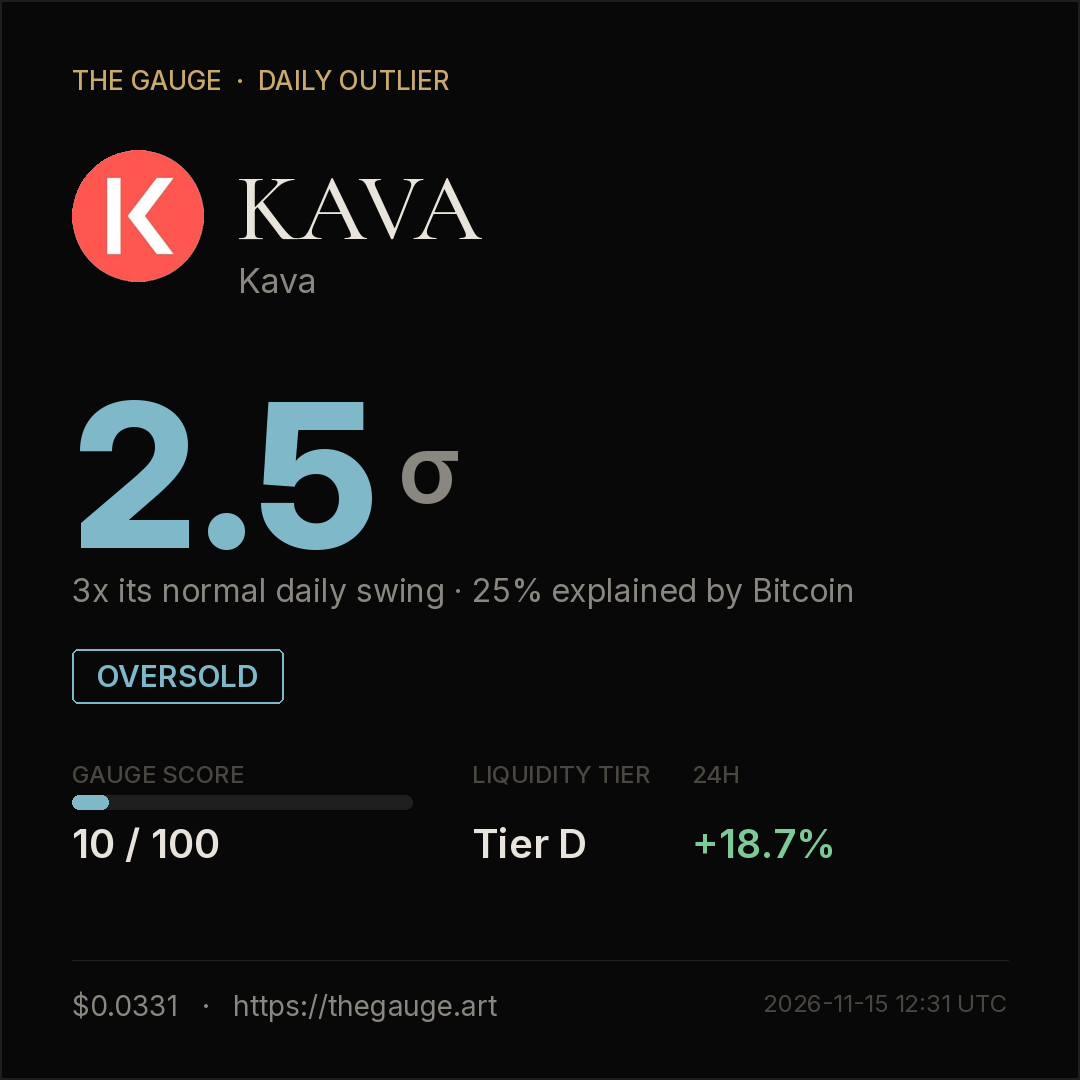 THE GAUGE · DAILY OUTLIER
K KAVA
Kava
2.5 σ
3x its normal daily swing · 25% explained by Bitcoin
OVERSOLD
GAUGE SCORE LIQUIDITY TIER 24H
10 / 100 Tier D +18.7%
$0.0331 · https://thegauge.art 2026-11-15 12:31 UTC